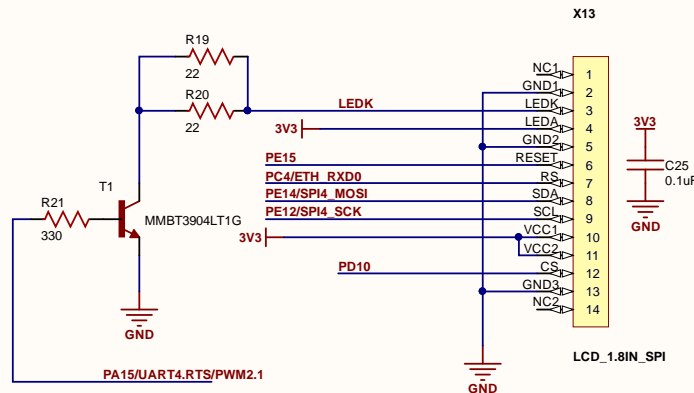 X13
R19
22
R20
22
LEDK
3V3
T1
R21
330
MMBT3904LT1G
GND
PA15/UART4.RTS/PWM2.1
PE15
PC4/ETH_RXD0
PE14/SPI4_MOSI
PE12/SPI4_SCK
3V3
PD10
GND
NC1 1
GND1 2
LEDK 3
LEDA 4
GND2 5
RESET 6
RS 7
SDA 8
SCL 9
VCC1 10
VCC2 11
CS 12
GND3 13
NC2 14
LCD_1.8IN_SPI
3V3
C25
0.1uF
GND